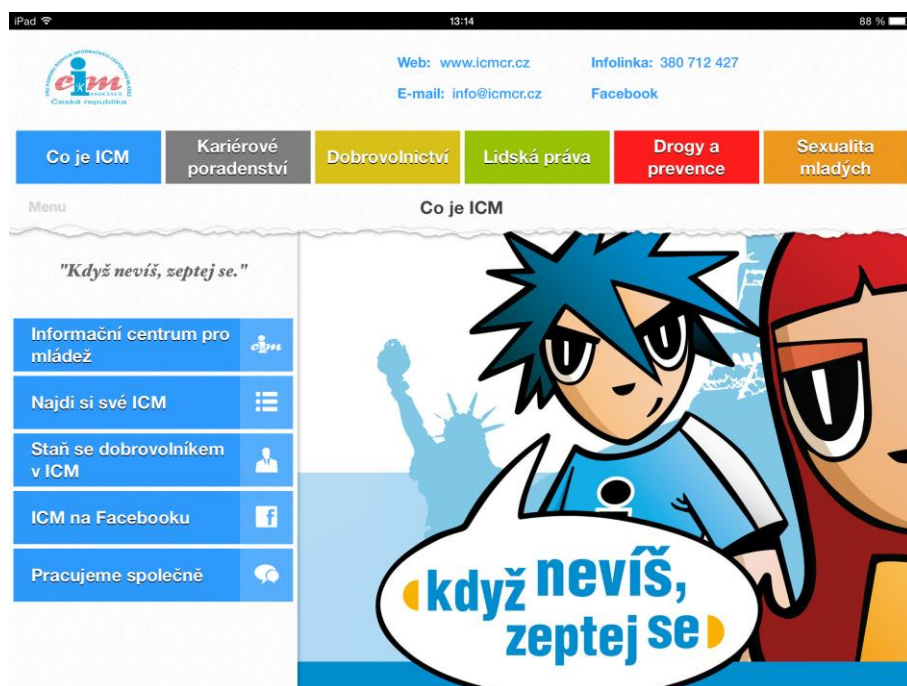 iPad 13:14 88 %
Web: www.icmcr.cz Infolinka: 380 712 427
E-mail: info@icmcr.cz Facebook
Česká republika
Co je ICM
Kariérové
poradenství
Dobrovolnictví
Lidská práva
Drogy a
prevence
Sexualita
mladých
Menu
Co je ICM
"Když nevíš, zeptej se."
Informační centrum pro
mládež
Najdi si své ICM
Staň se dobrovolníkem
v ICM
ICM na Facebooku
Pracujeme společně
když nevíš,
zeptej se